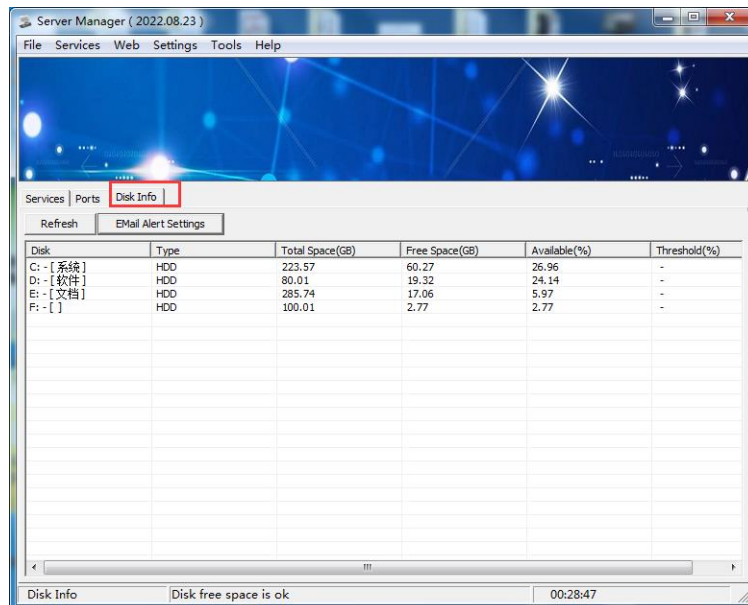 Server Manager ( 2022.08.23 )
File Services Web Settings Tools Help
Services Ports Disk Info
Refresh EMail Alert Settings
Disk Type Total Space(GB) Free Space(GB) Available(%) Threshold(%)
C: - [ 系统 ] HDD 223.57 60.27 26.96 -
D: - [ 软件 ] HDD 80.01 19.32 24.14 -
E: - [ 文档 ] HDD 285.74 17.06 5.97 -
F: - [ ] HDD 100.01 2.77 2.77 -
Disk Info Disk free space is ok 00:28:47